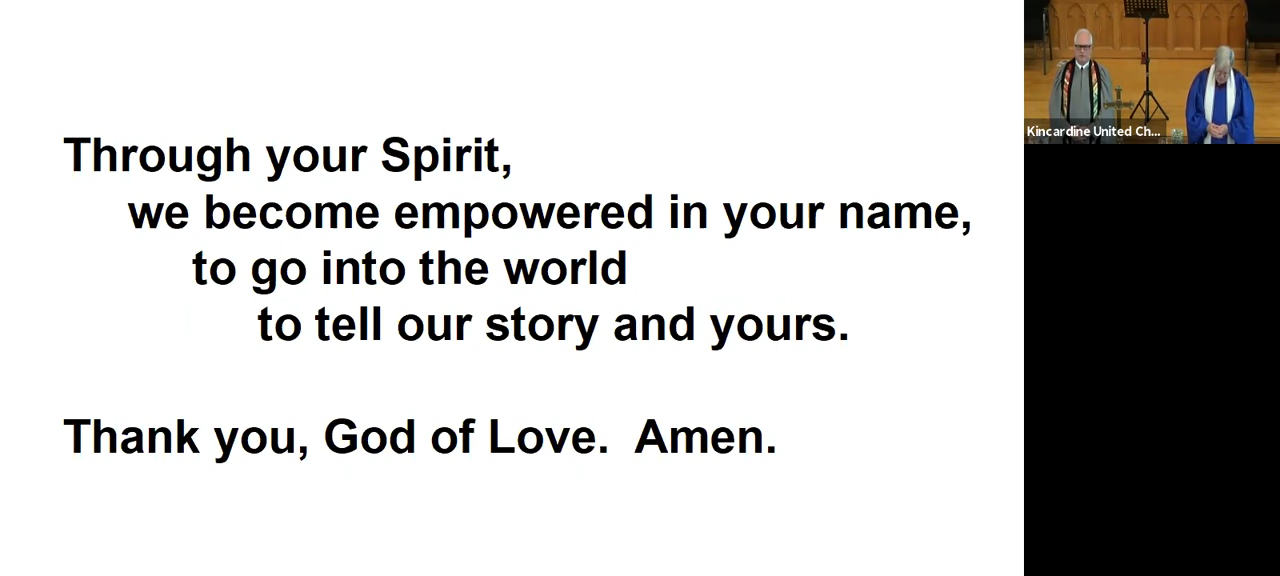 Through your Spirit,
we become empowered in your name,
to go into the world
to tell our story and yours.
Thank you, God of Love. Amen.
Kincardine United Ch...